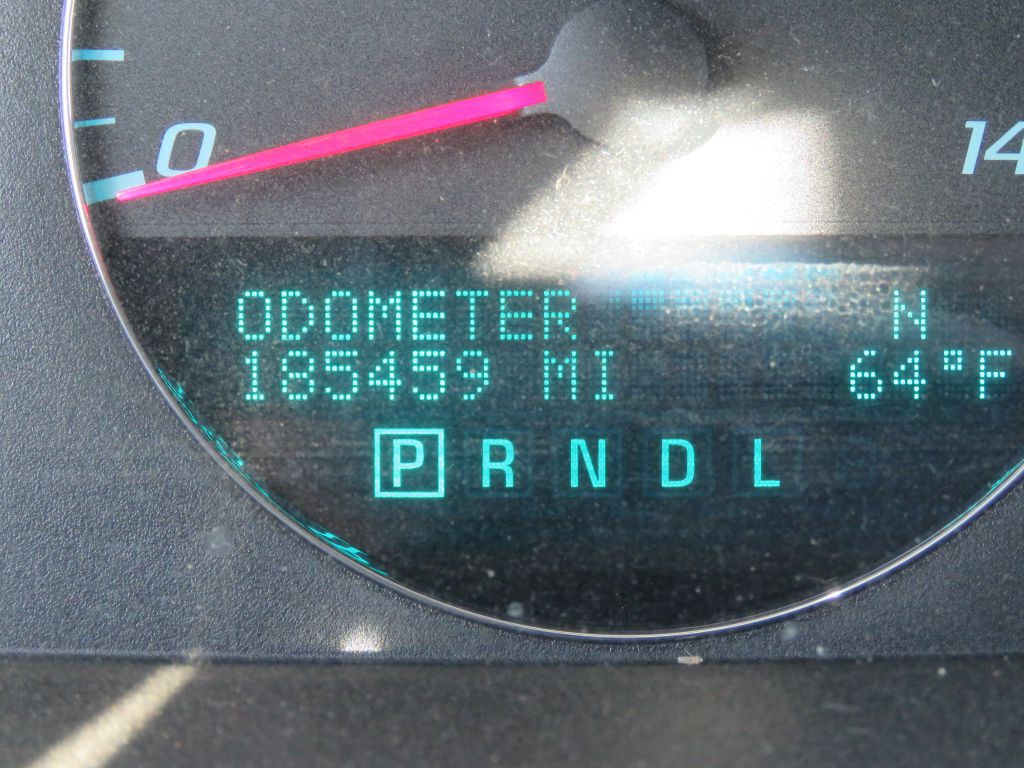 0
14
ODOMETER N
185459 MI 64°F
P R N D L